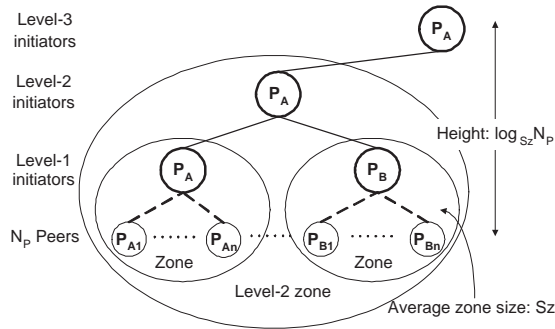 Level-3
initiators
P_A
Level-2
initiators
P_A
Height: log_Sz N_P
Level-1
initiators
P_A
P_B
N_P Peers
P_A1 ...... P_An ........ P_B1 ...... P_Bn
Zone
Zone
Level-2 zone
Average zone size: Sz